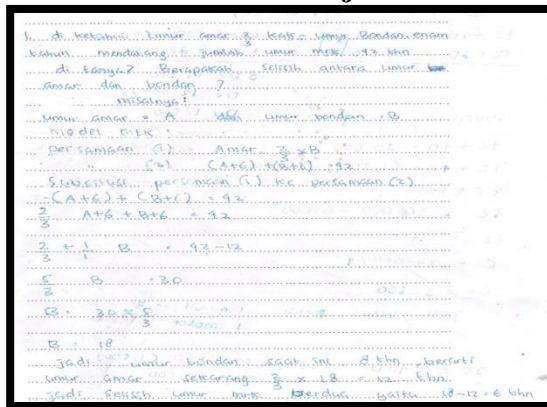 1. di ketahui: Umur amar 2/3 kali umur Bondan enam
tahun mendatang jumlah umur mrk 42 thn
di tanya? Berapakah selisih antara umur
amar dan bondan ?
misalnya:
umur amar = A dan umur bondan = B
model mtk :
persamaan (1) Amar 2/3 x B
" (2) (A+6) + (B+6) = 42
Substitusi persamaan (1) ke persamaan (2)
(A+6) + (B+6) = 42
2/3 A+6 + B+6 = 42
2/3 + 1/1 B = 42-12
5/3 B = 30
B = 30 x 5/3
B = 18
jadi umur bondan saat ini 8 thn berarti
umur amar sekarang 2/3 x 18 = 12 thn
jadi selisih umur mrk berdua yaitu 18-12 = 6 thn